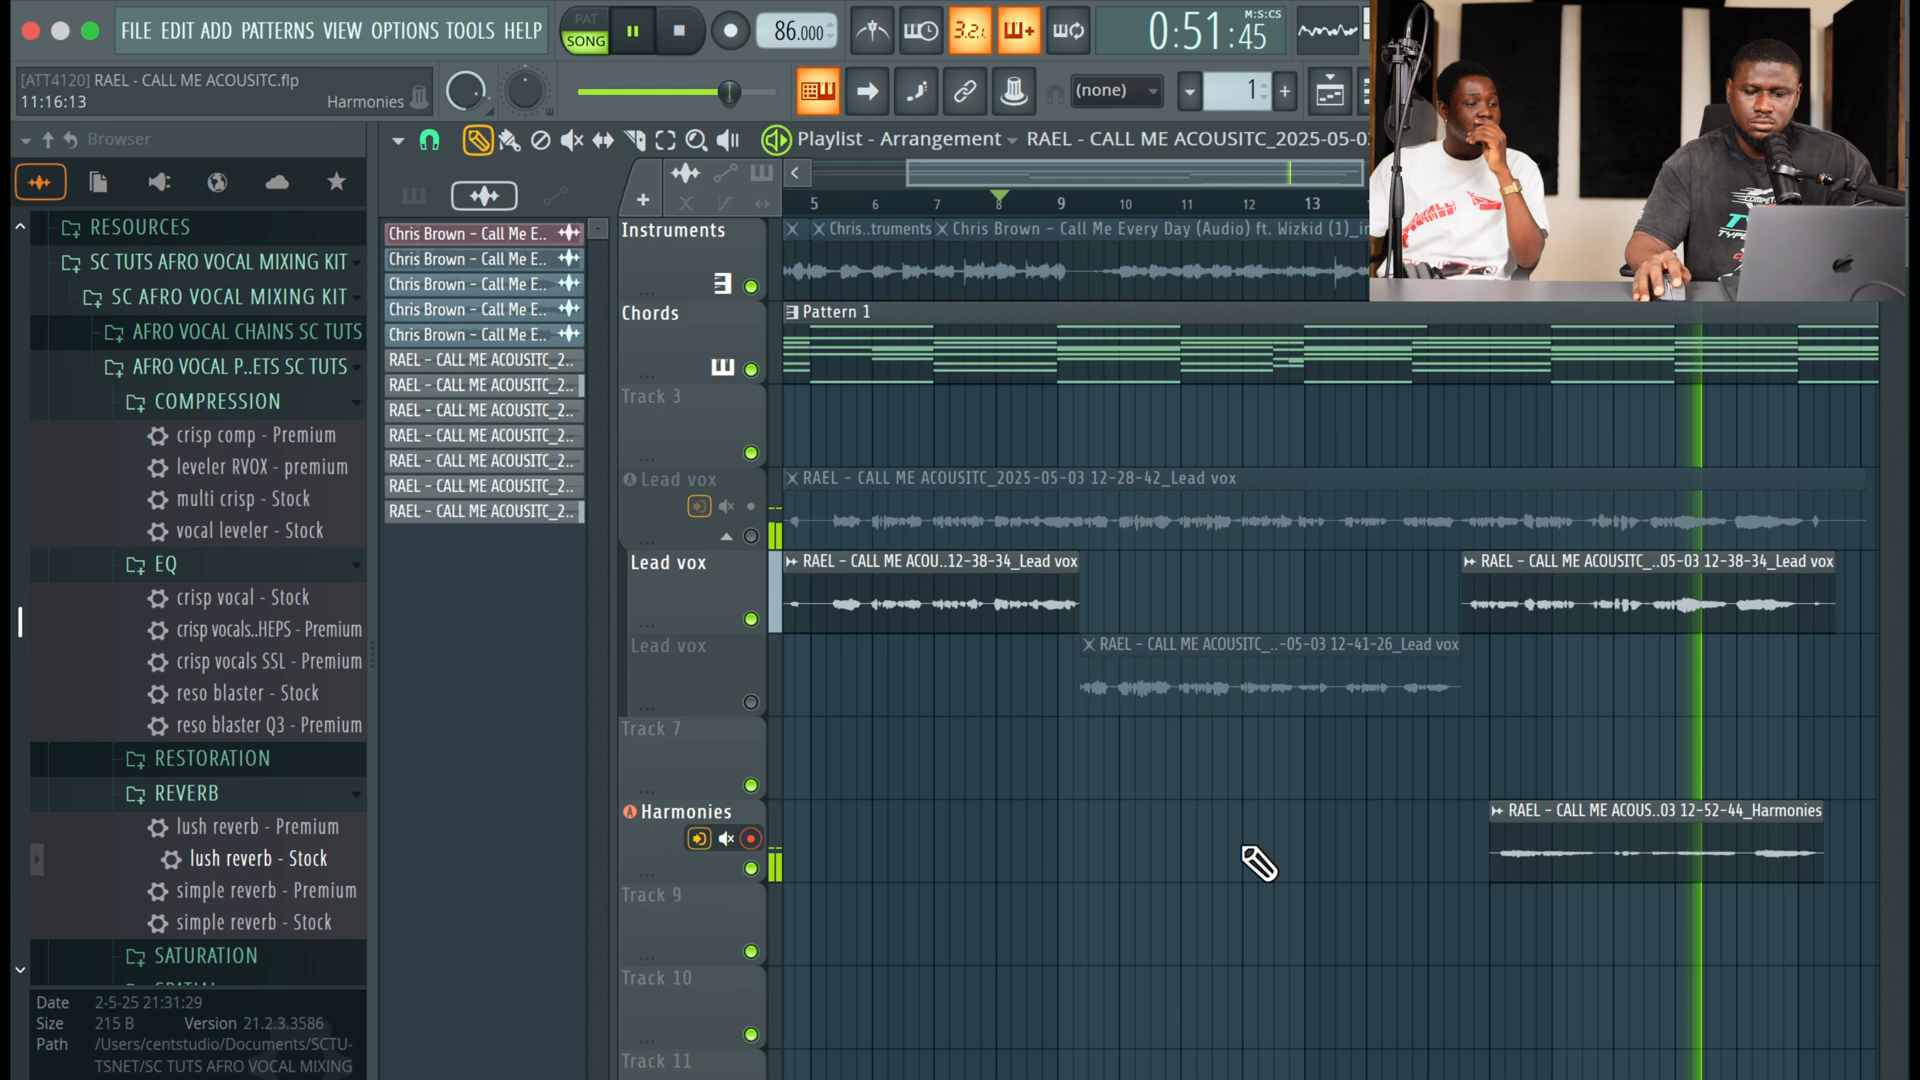 FILE EDIT ADD PATTERNS VIEW OPTIONS TOOLS HELP
PAT
SONG
86.000
3.2.
0:51:45
M:S:CS
[ATT4120] RAEL - CALL ME ACOUSITC.flp
11:16:13
Harmonies
(none)
1
Browser
Playlist - Arrangement
RAEL - CALL ME ACOUSITC_2025-05-0
RESOURCES
SC TUTS AFRO VOCAL MIXING KIT
SC AFRO VOCAL MIXING KIT
AFRO VOCAL CHAINS SC TUTS
AFRO VOCAL P..ETS SC TUTS
COMPRESSION
crisp comp - Premium
leveler RVOX - premium
multi crisp - Stock
vocal leveler - Stock
EQ
crisp vocal - Stock
crisp vocals..HEPS - Premium
crisp vocals SSL - Premium
reso blaster - Stock
reso blaster Q3 - Premium
RESTORATION
REVERB
lush reverb - Premium
lush reverb - Stock
simple reverb - Premium
simple reverb - Stock
SATURATION
Date 2-5-25 21:31:29
Size 215 B Version 21.2.3.3586
Path /Users/centstudio/Documents/SCTU-
TSNET/SC TUTS AFRO VOCAL MIXING
Chris Brown - Call Me E..
Chris Brown - Call Me E..
Chris Brown - Call Me E..
Chris Brown - Call Me E..
Chris Brown - Call Me E..
RAEL - CALL ME ACOUSITC_2..
RAEL - CALL ME ACOUSITC_2..
RAEL - CALL ME ACOUSITC_2..
RAEL - CALL ME ACOUSITC_2..
RAEL - CALL ME ACOUSITC_2..
RAEL - CALL ME ACOUSITC_2..
RAEL - CALL ME ACOUSITC_2..
5 6 7 8 9 10 11 12 13
Instruments
Chris..truments
Chris Brown - Call Me Every Day (Audio) ft. Wizkid (1)_in
Chords
Pattern 1
Track 3
Lead vox
RAEL - CALL ME ACOUSITC_2025-05-03 12-28-42_Lead vox
Lead vox
RAEL - CALL ME ACOU..12-38-34_Lead vox
RAEL - CALL ME ACOUSITC_..05-03 12-38-34_Lead vox
Lead vox
RAEL - CALL ME ACOUSITC_..-05-03 12-41-26_Lead vox
Track 7
Harmonies
RAEL - CALL ME ACOUS..03 12-52-44_Harmonies
Track 9
Track 10
Track 11